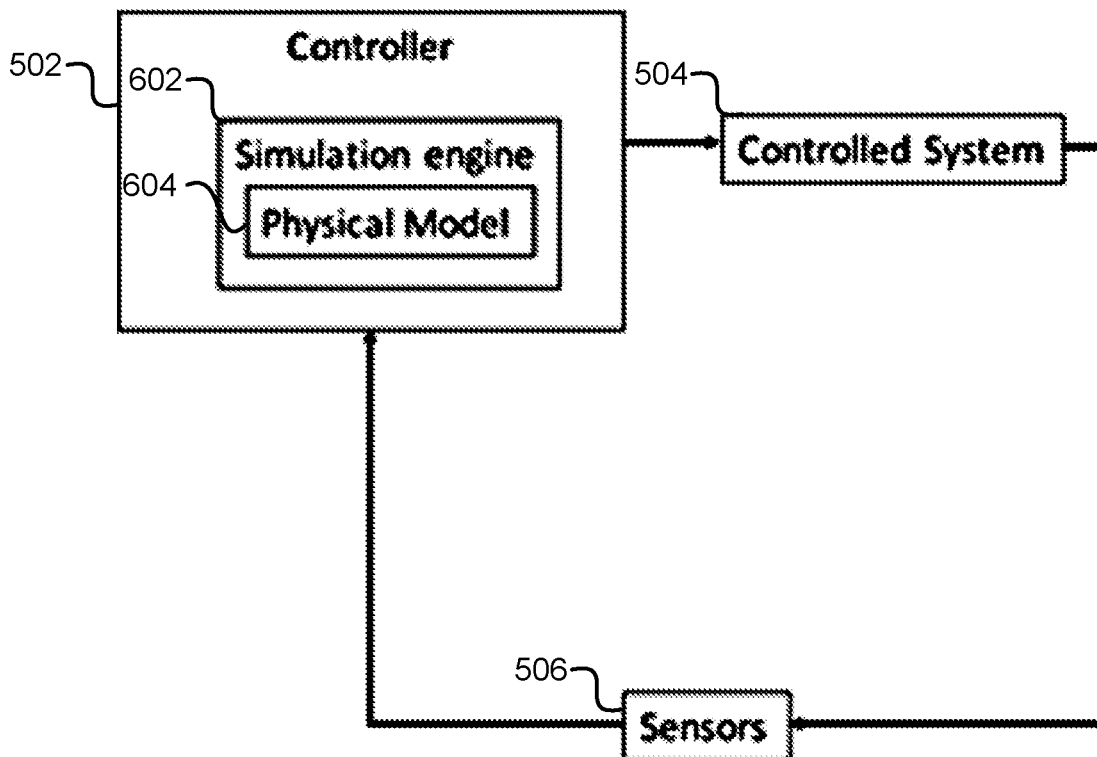 Controller
502
602
504
Simulation engine
Controlled System
604
Physical Model
506
Sensors